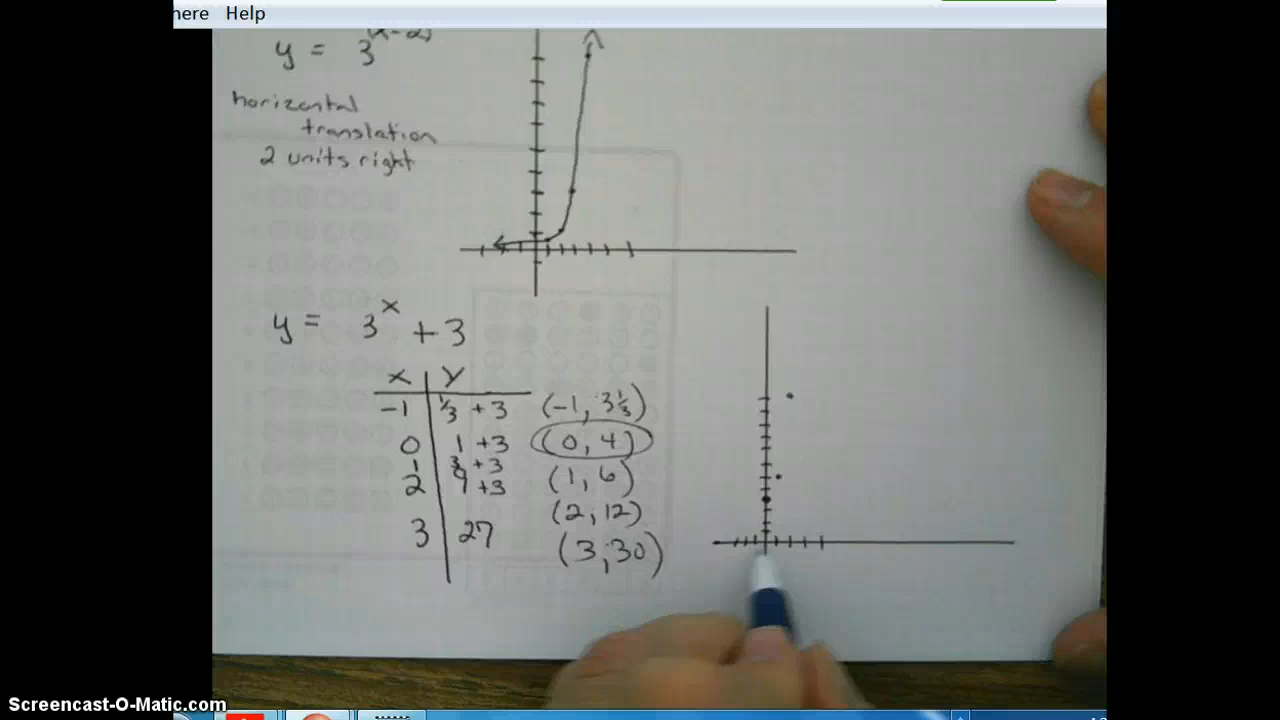 here Help
y = 3^(x-2)
horizontal
translation
2 units right
y = 3^x + 3
x | y
-1 | 1/3 + 3 (-1, 3 1/3)
0 | 1 + 3 (0, 4)
1 | 3 + 3 (1, 6)
2 | 9 + 3 (2, 12)
3 | 27 (3, 30)
Screencast-O-Matic.com